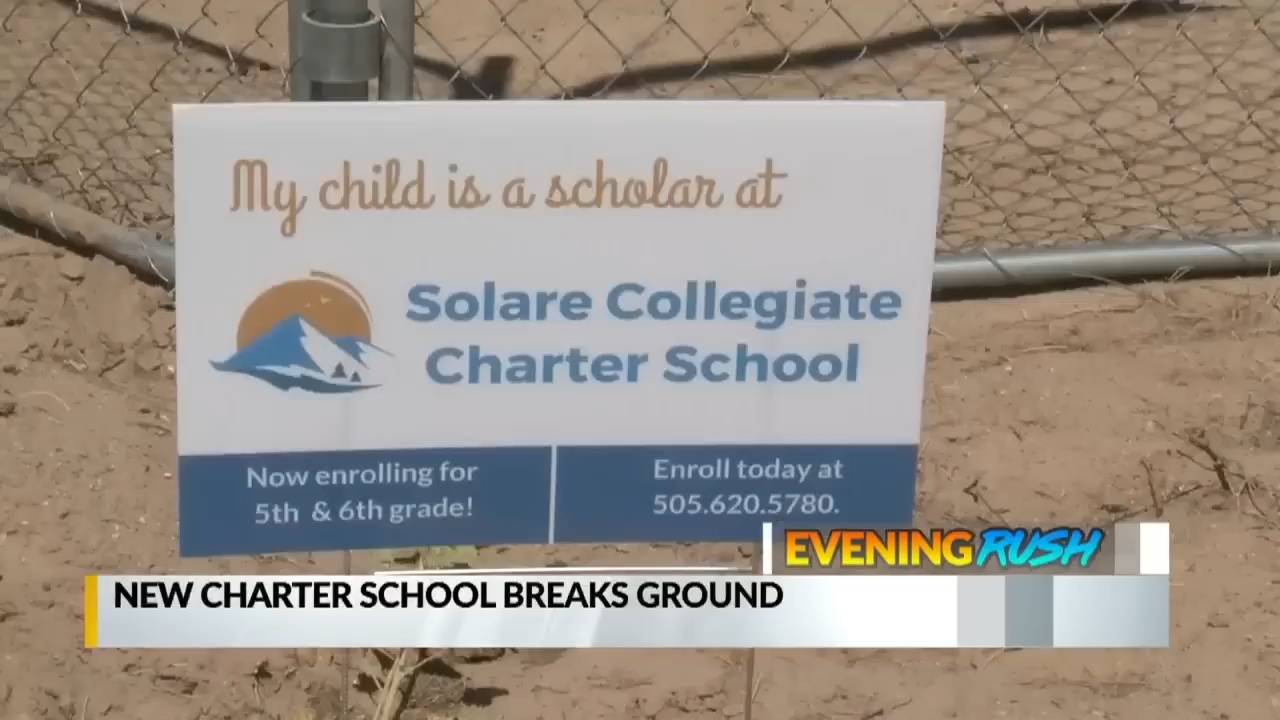 My child is a scholar at
Solare Collegiate
Charter School
Now enrolling for
5th & 6th grade!
Enroll today at
505.620.5780.
EVENING RUSH
NEW CHARTER SCHOOL BREAKS GROUND